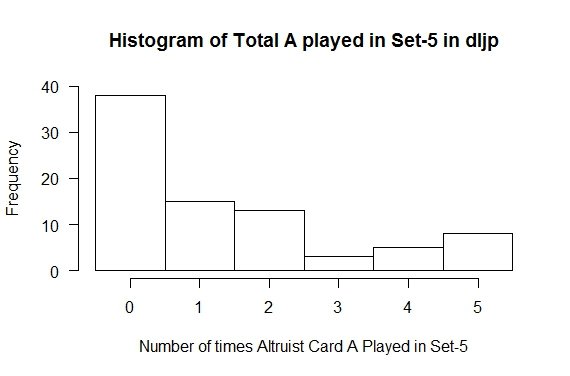 Histogram of Total A played in Set-5 in dljp
40
30
20
10
0
Frequency
0 1 2 3 4 5
Number of times Altruist Card A Played in Set-5